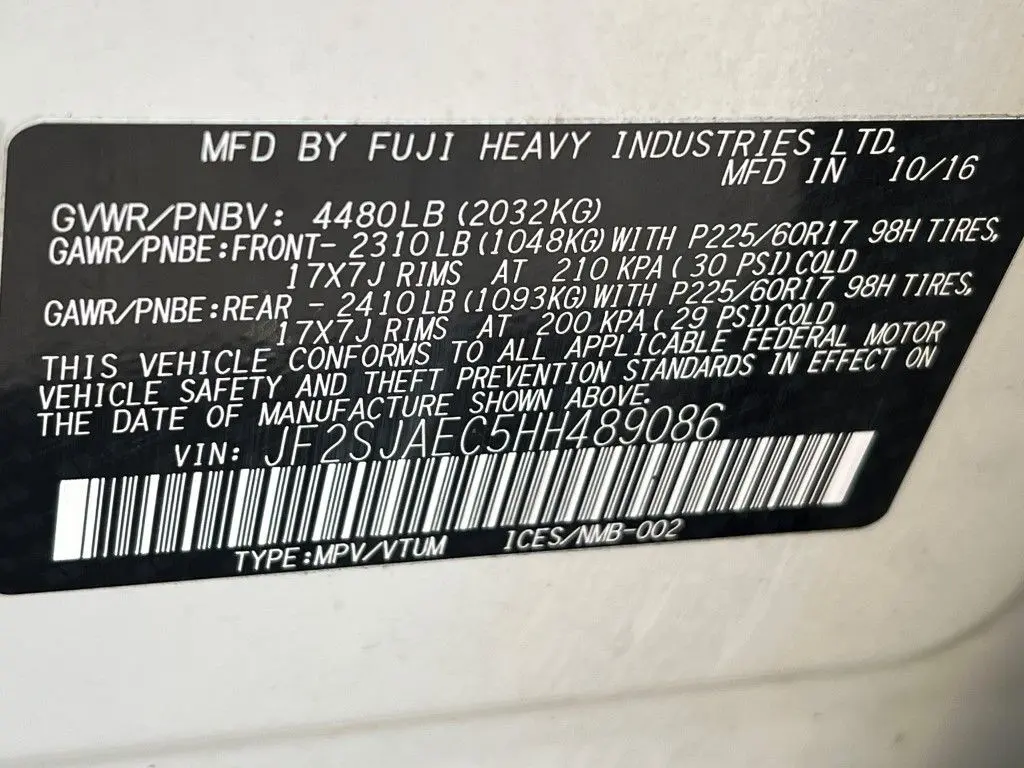 MFD BY FUJI HEAVY INDUSTRIES LTD.
MFD IN 10/16
GVWR/PNBV: 4480LB (2032KG)
GAWR/PNBE:FRONT- 2310LB (1048KG) WITH P225/60R17 98H TIRES,
17X7J RIMS AT 210 KPA (30 PSI) COLD
GAWR/PNBE:REAR - 2410LB (1093KG) WITH P225/60R17 98H TIRES,
17X7J RIMS AT 200 KPA (29 PSI) COLD
THIS VEHICLE CONFORMS TO ALL APPLICABLE FEDERAL MOTOR
VEHICLE SAFETY AND THEFT PREVENTION STANDARDS IN EFFECT ON
THE DATE OF MANUFACTURE SHOWN ABOVE.
VIN: JF2SJAEC5HH489086
TYPE:MPV/VTUM ICES/NMB-002